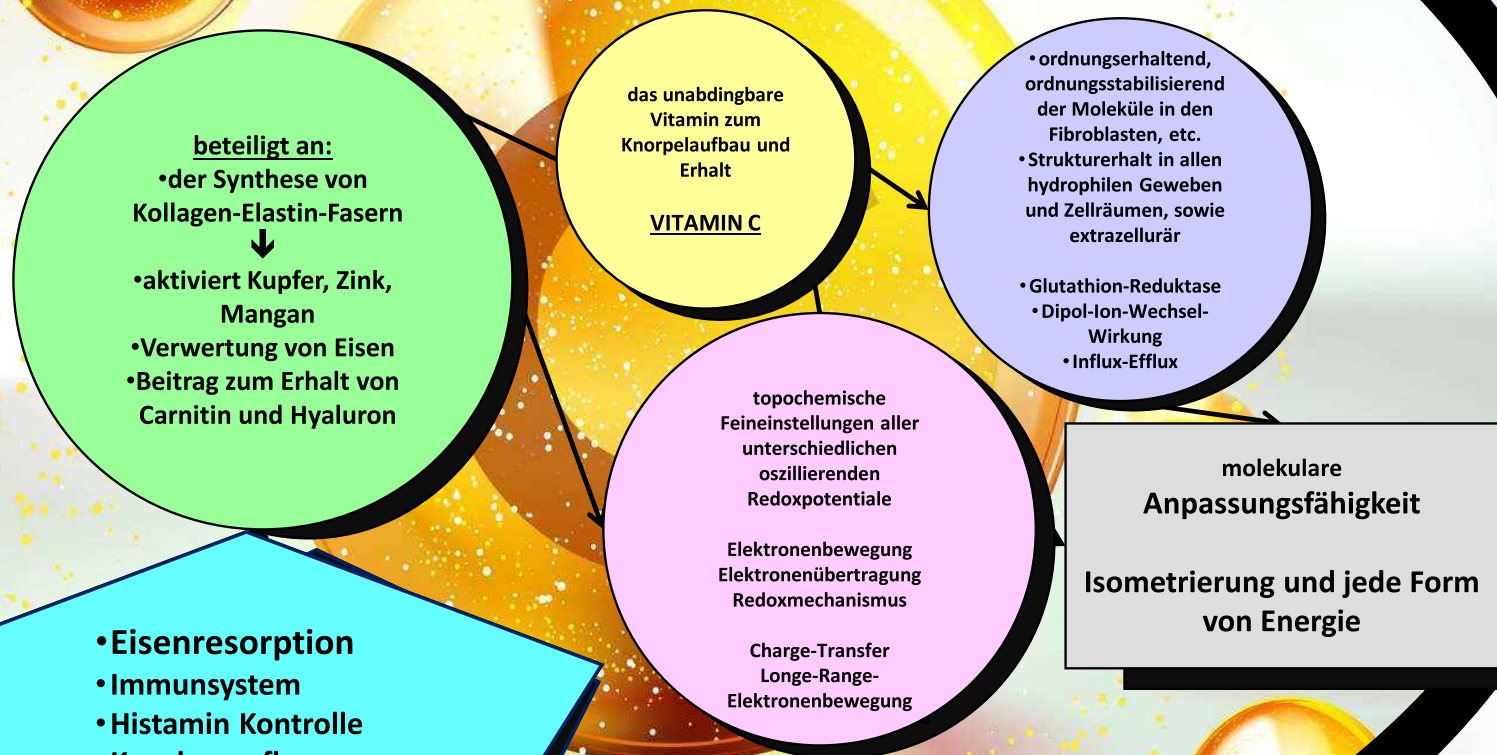 beteiligt an:
•der Synthese von
Kollagen-Elastin-Fasern
🡻
•aktiviert Kupfer, Zink,
Mangan
•Verwertung von Eisen
•Beitrag zum Erhalt von
Carnitin und Hyaluron
das unabdingbare
Vitamin zum
Knorpelaufbau und
Erhalt
VITAMIN C
•ordnungserhaltend,
ordnungsstabilisierend
der Moleküle in den
Fibroblasten, etc.
•Strukturerhalt in allen
hydrophilen Geweben
und Zellräumen, sowie
extrazellurär
•Glutathion-Reduktase
•Dipol-Ion-Wechsel-
Wirkung
•Influx-Efflux
topochemische
Feineinstellungen aller
unterschiedlichen
oszillierenden
Redoxpotentiale
Elektronenbewegung
Elektronenübertragung
Redoxmechanismus
Charge-Transfer
Longe-Range-
Elektronenbewegung
molekulare
Anpassungsfähigkeit
Isometrierung und jede Form
von Energie
•Eisenresorption
•Immunsystem
•Histamin Kontrolle